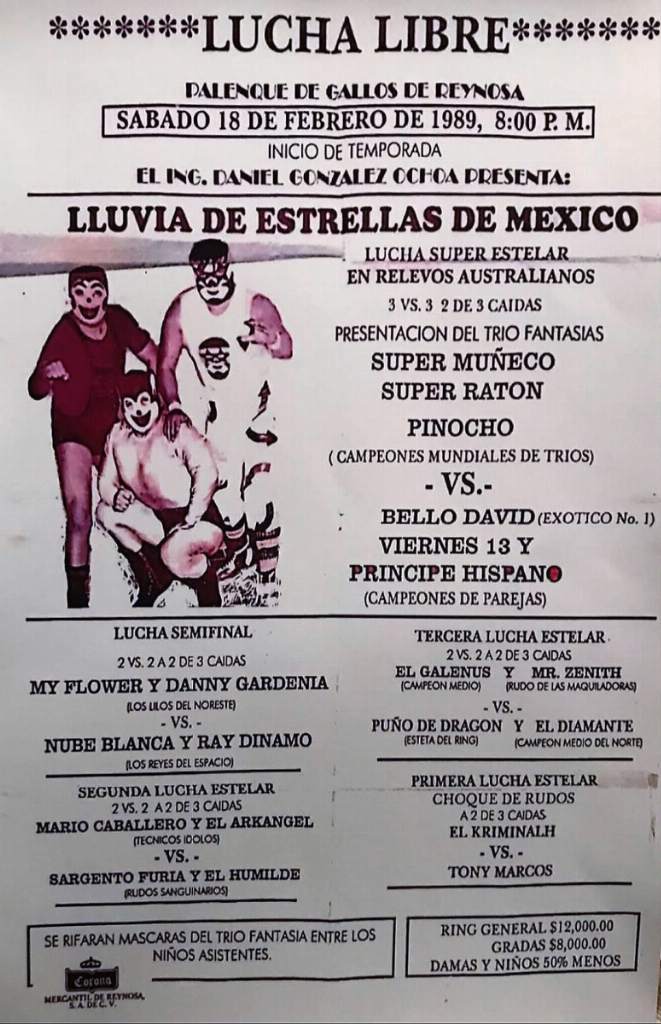 *******LUCHA LIBRE*******
PALENQUE DE GALLOS DE REYNOSA
SABADO 18 DE FEBRERO DE 1989, 8:00 P. M.
INICIO DE TEMPORADA
EL ING. DANIEL GONZALEZ OCHOA PRESENTA:
LLUVIA DE ESTRELLAS DE MEXICO
LUCHA SUPER ESTELAR
EN RELEVOS AUSTRALIANOS
3 VS. 3 2 DE 3 CAIDAS
PRESENTACION DEL TRIO FANTASIAS
SUPER MUÑECO
SUPER RATON
PINOCHO
(CAMPEONES MUNDIALES DE TRIOS)
- VS.-
BELLO DAVID (EXOTICO No. 1)
VIERNES 13 Y
PRINCIPE HISPANO
(CAMPEONES DE PAREJAS)
LUCHA SEMIFINAL
2 VS. 2 A 2 DE 3 CAIDAS
MY FLOWER Y DANNY GARDENIA
(LOS LILOS DEL NORESTE)
- VS. -
NUBE BLANCA Y RAY DINAMO
(LOS REYES DEL ESPACIO)
TERCERA LUCHA ESTELAR
2 VS. 2 A 2 DE 3 CAIDAS
EL GALENUS Y MR. ZENITH
(CAMPEON MEDIO) (RUDO DE LAS MAQUILADORAS)
- VS. -
PUÑO DE DRAGON Y EL DIAMANTE
(ESTETA DEL RING) (CAMPEON MEDIO DEL NORTE)
SEGUNDA LUCHA ESTELAR
2 VS. 2 A 2 DE 3 CAIDAS
MARIO CABALLERO Y EL ARKANGEL
(TECNICOS IDOLOS)
- VS. -
SARGENTO FURIA Y EL HUMILDE
(RUDOS SANGUINARIOS)
PRIMERA LUCHA ESTELAR
CHOQUE DE RUDOS
A 2 DE 3 CAIDAS
EL KRIMINALH
- VS. -
TONY MARCOS
SE RIFARAN MASCARAS DEL TRIO FANTASIA ENTRE LOS
NIÑOS ASISTENTES.
Corona
MERCANTIL DE REYNOSA,
S.A. DE C.V.
RING GENERAL $12,000.00
GRADAS $8,000.00
DAMAS Y NIÑOS 50% MENOS